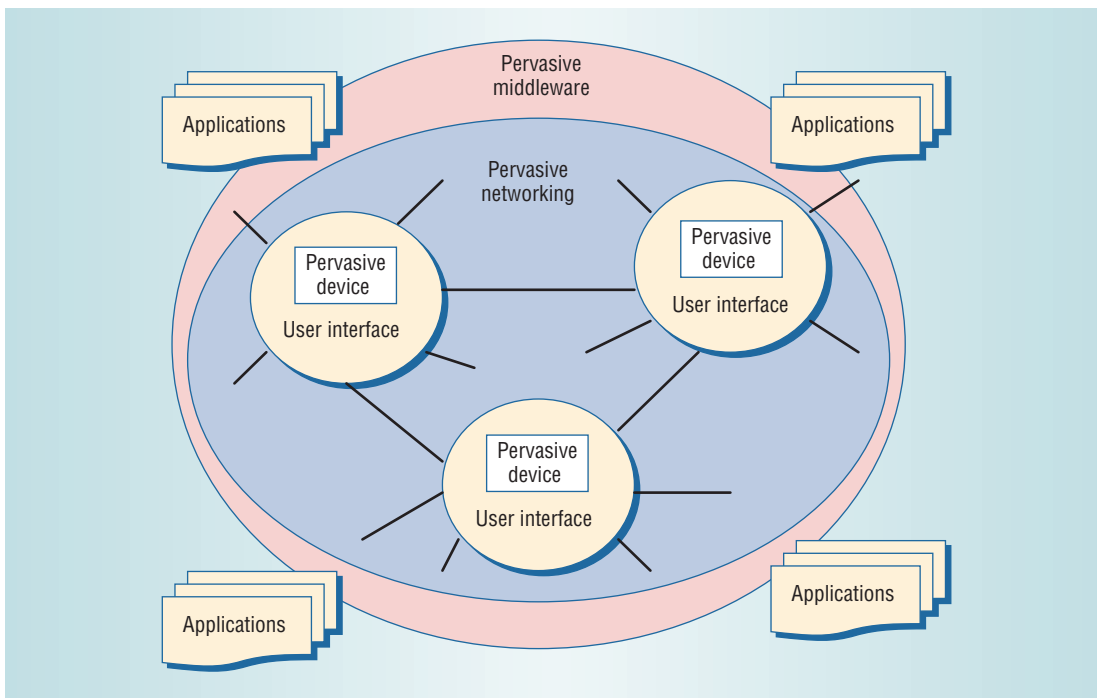 Pervasive
middleware
Applications
Applications
Pervasive
networking
Pervasive
device
User interface
Pervasive
device
User interface
Pervasive
device
User interface
Applications
Applications